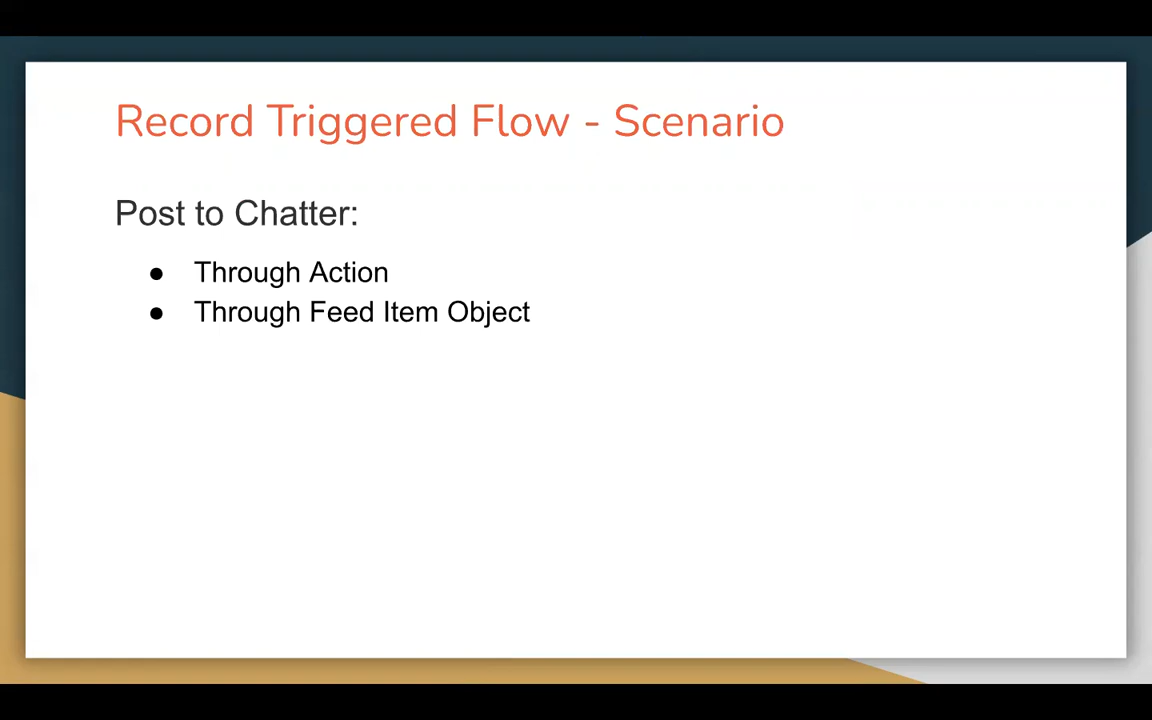 Record Triggered Flow - Scenario
Post to Chatter:
● Through Action
● Through Feed Item Object